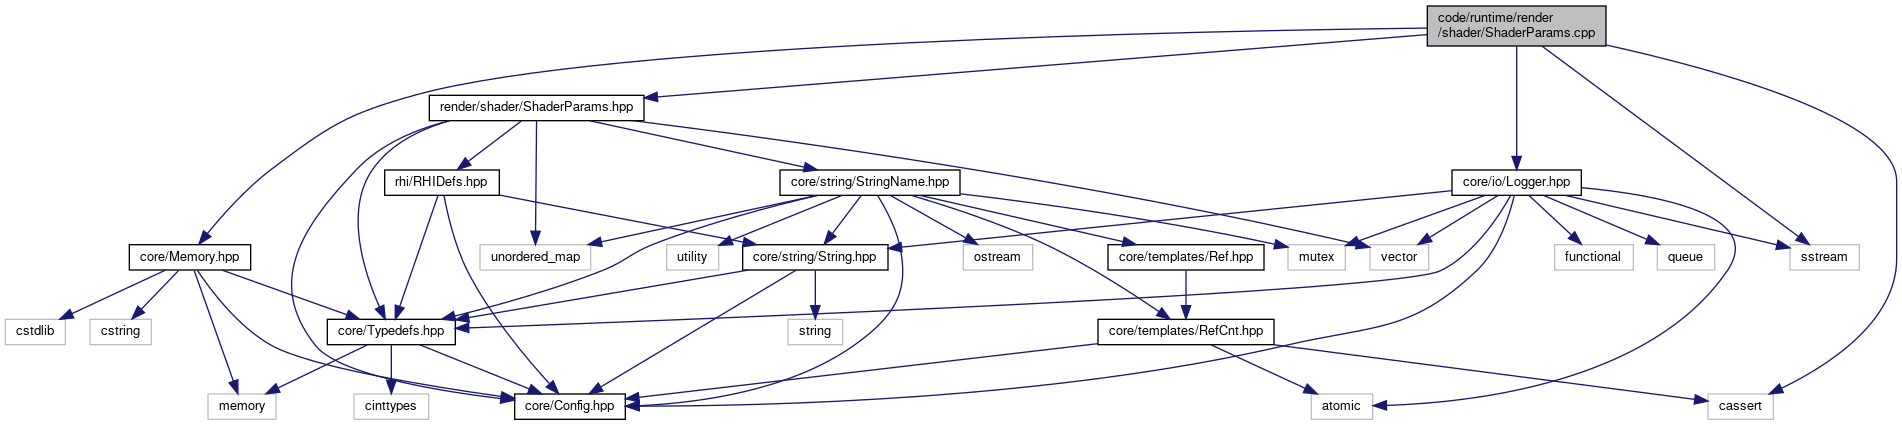 code/runtime/render
/shader/ShaderParams.cpp
render/shader/ShaderParams.hpp
rhi/RHIDefs.hpp
core/string/StringName.hpp
core/io/Logger.hpp
core/Memory.hpp
unordered_map
utility
core/string/String.hpp
ostream
core/templates/Ref.hpp
mutex
vector
functional
queue
sstream
cstdlib
cstring
core/Typedefs.hpp
string
core/templates/RefCnt.hpp
memory
cinttypes
core/Config.hpp
atomic
cassert